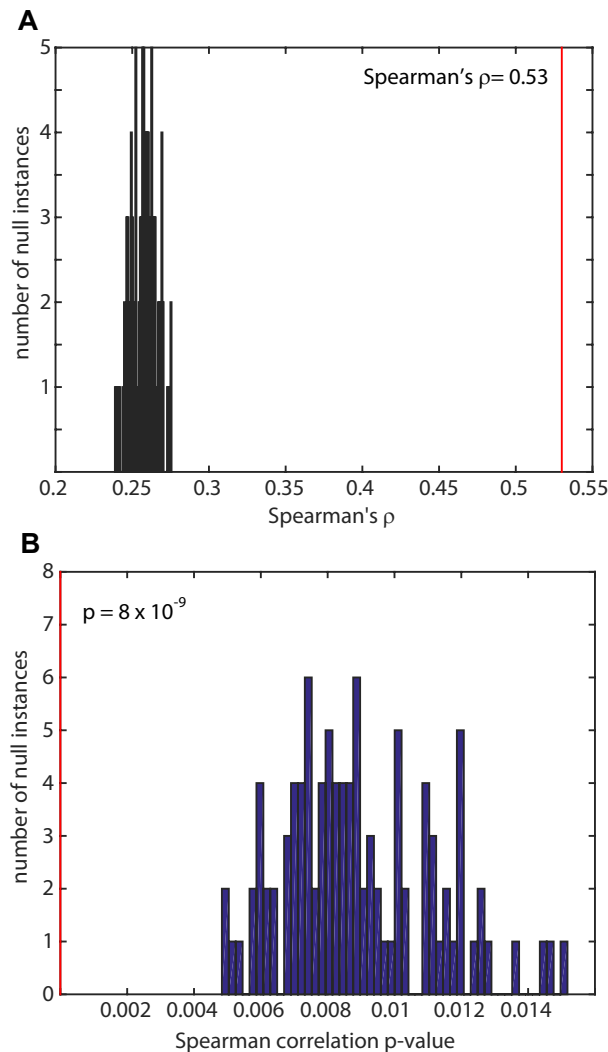 A
5
Spearman's ρ= 0.53
4
number of null instances
3
2
1
0.2 0.25 0.3 0.35 0.4 0.45 0.5 0.55
Spearman's ρ
B
8
p = 8 x 10-9
7
6
number of null instances
5
4
3
2
1
0
0.002 0.004 0.006 0.008 0.01 0.012 0.014
Spearman correlation p-value